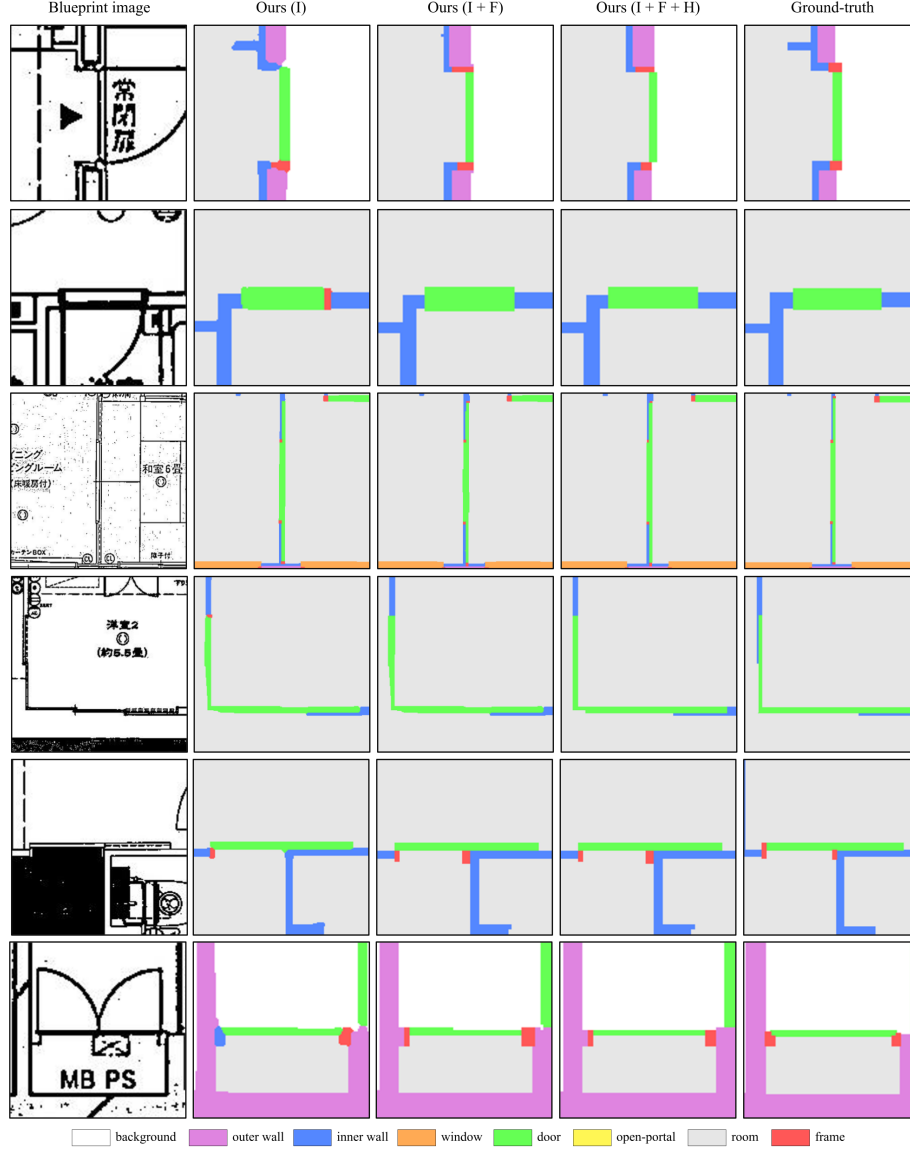 Blueprint image
Ours (I)
Ours (I + F)
Ours (I + F + H)
Ground-truth
常
閉
扉
ニング
ングルーム
床暖房付)
和室6畳
カーテンBOX
障子付
洋室2
(約5.5畳)
MB PS
background
outer wall
inner wall
window
door
open-portal
room
frame